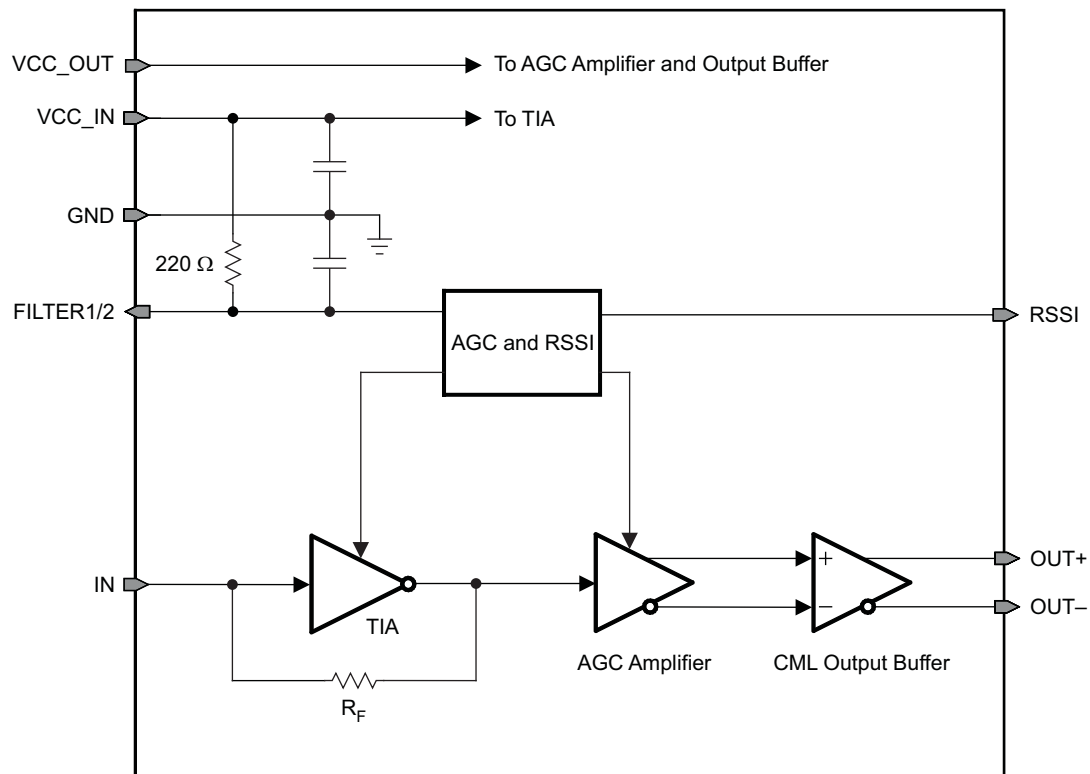 VCC_OUT
To AGC Amplifier and Output Buffer
VCC_IN
To TIA
GND
220 Ω
FILTER1/2
AGC and RSSI
RSSI
IN
TIA
+
−
OUT+
OUT–
AGC Amplifier
CML Output Buffer
RF